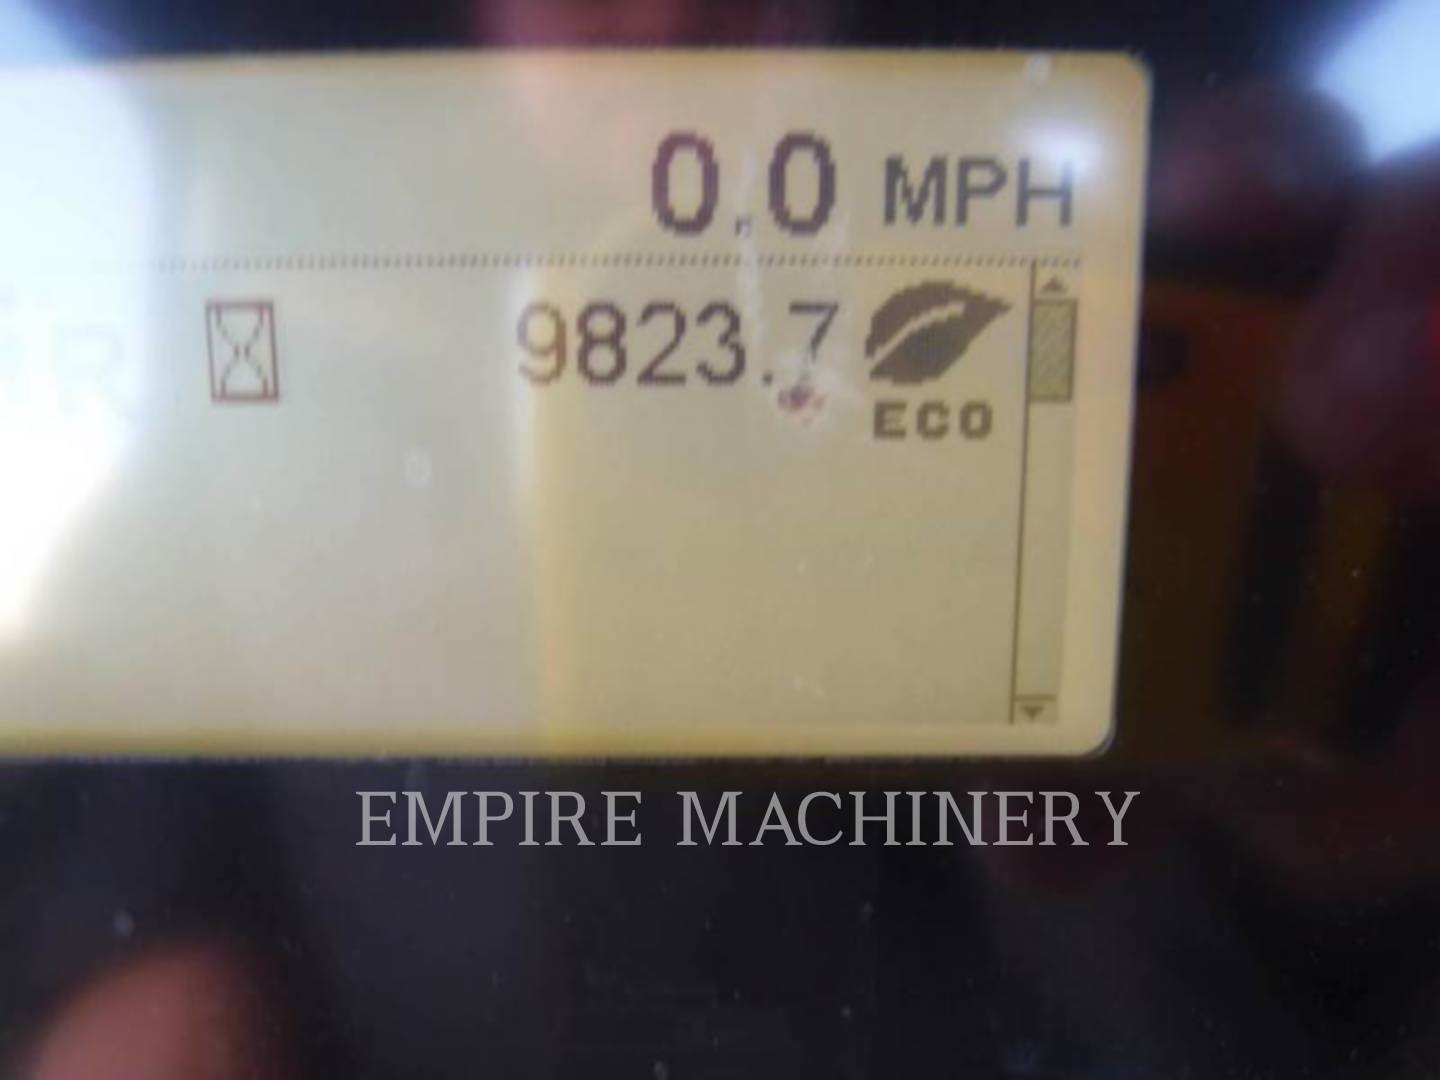 0.0 MPH
9823.7
ECO
EMPIRE MACHINERY